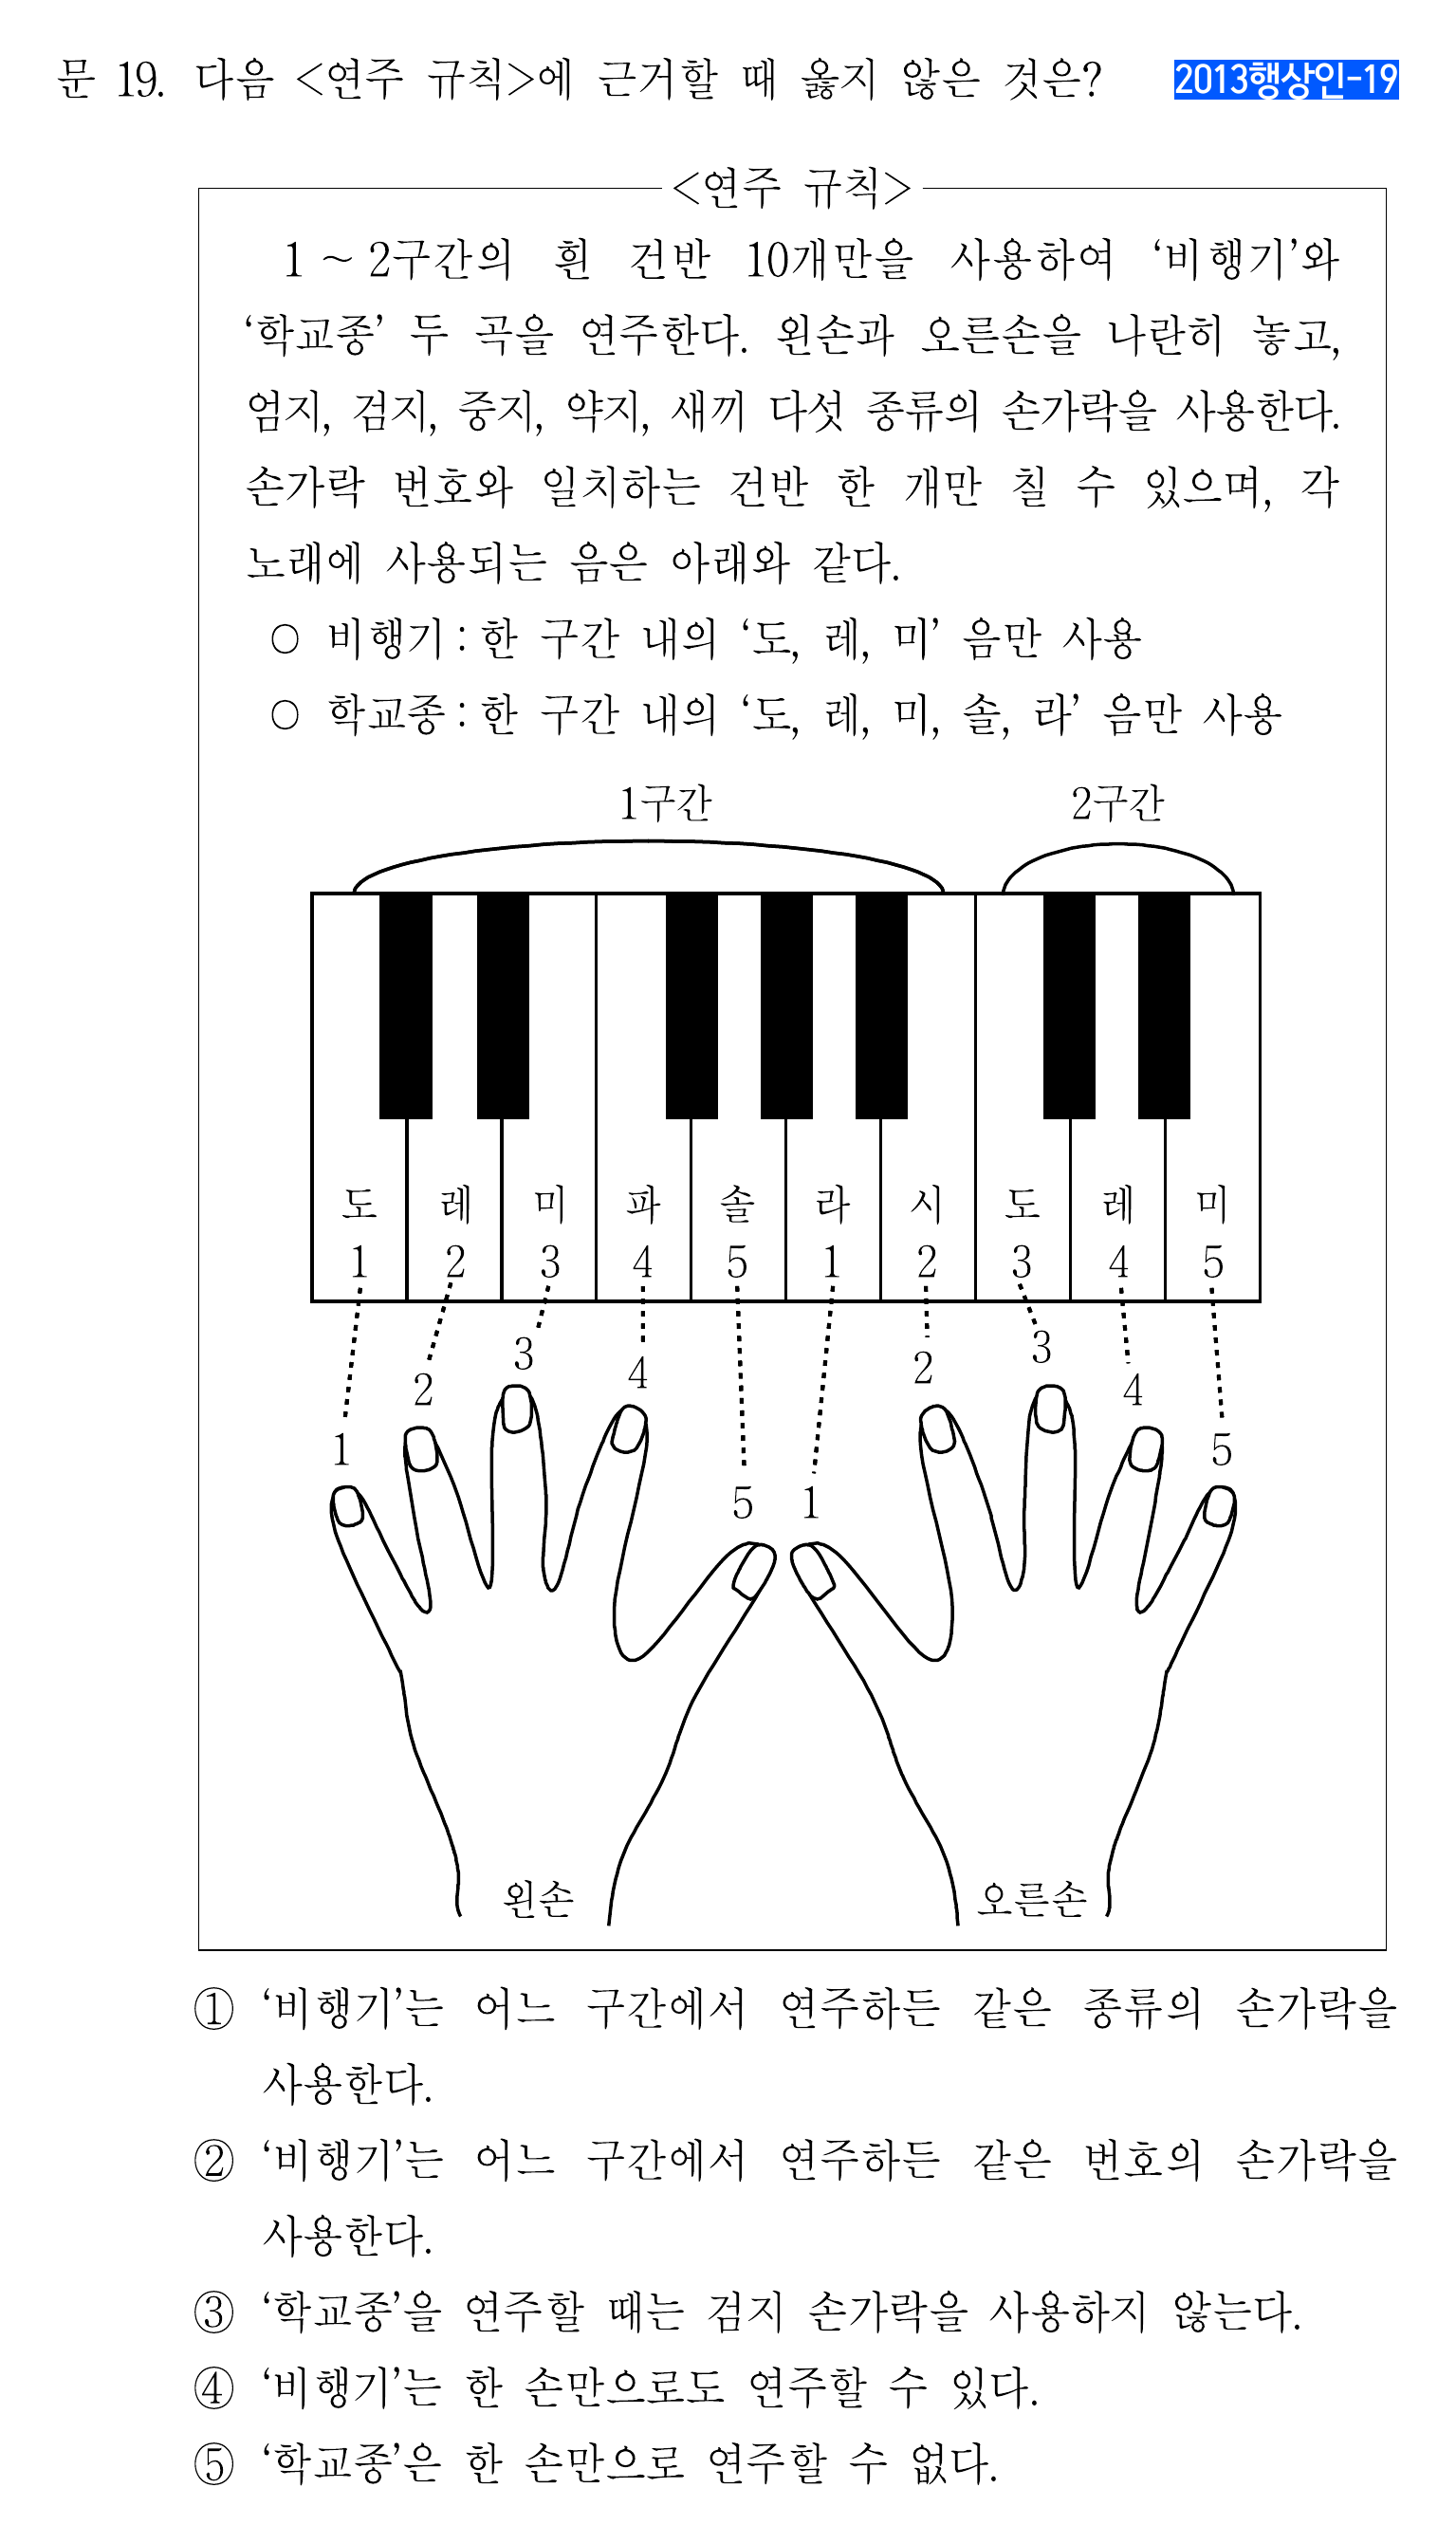 문 19. 다음 <연주 규칙>에 근거할 때 옳지 않은 것은? 2013행상인-19
<연주 규칙>
1 ~ 2구간의 흰 건반 10개만을 사용하여 ‘비행기’와
‘학교종’ 두 곡을 연주한다. 왼손과 오른손을 나란히 놓고,
엄지, 검지, 중지, 약지, 새끼 다섯 종류의 손가락을 사용한다.
손가락 번호와 일치하는 건반 한 개만 칠 수 있으며, 각
노래에 사용되는 음은 아래와 같다.
○ 비행기 : 한 구간 내의 ‘도, 레, 미’ 음만 사용
○ 학교종 : 한 구간 내의 ‘도, 레, 미, 솔, 라’ 음만 사용
1구간 2구간
도 레 미 파 솔 라 시 도 레 미
1 2 3 4 5 1 2 3 4 5
1 2 3 4 5 1 2 3 4 5
왼손 오른손
① ‘비행기’는 어느 구간에서 연주하든 같은 종류의 손가락을
사용한다.
② ‘비행기’는 어느 구간에서 연주하든 같은 번호의 손가락을
사용한다.
③ ‘학교종’을 연주할 때는 검지 손가락을 사용하지 않는다.
④ ‘비행기’는 한 손만으로도 연주할 수 있다.
⑤ ‘학교종’은 한 손만으로 연주할 수 없다.